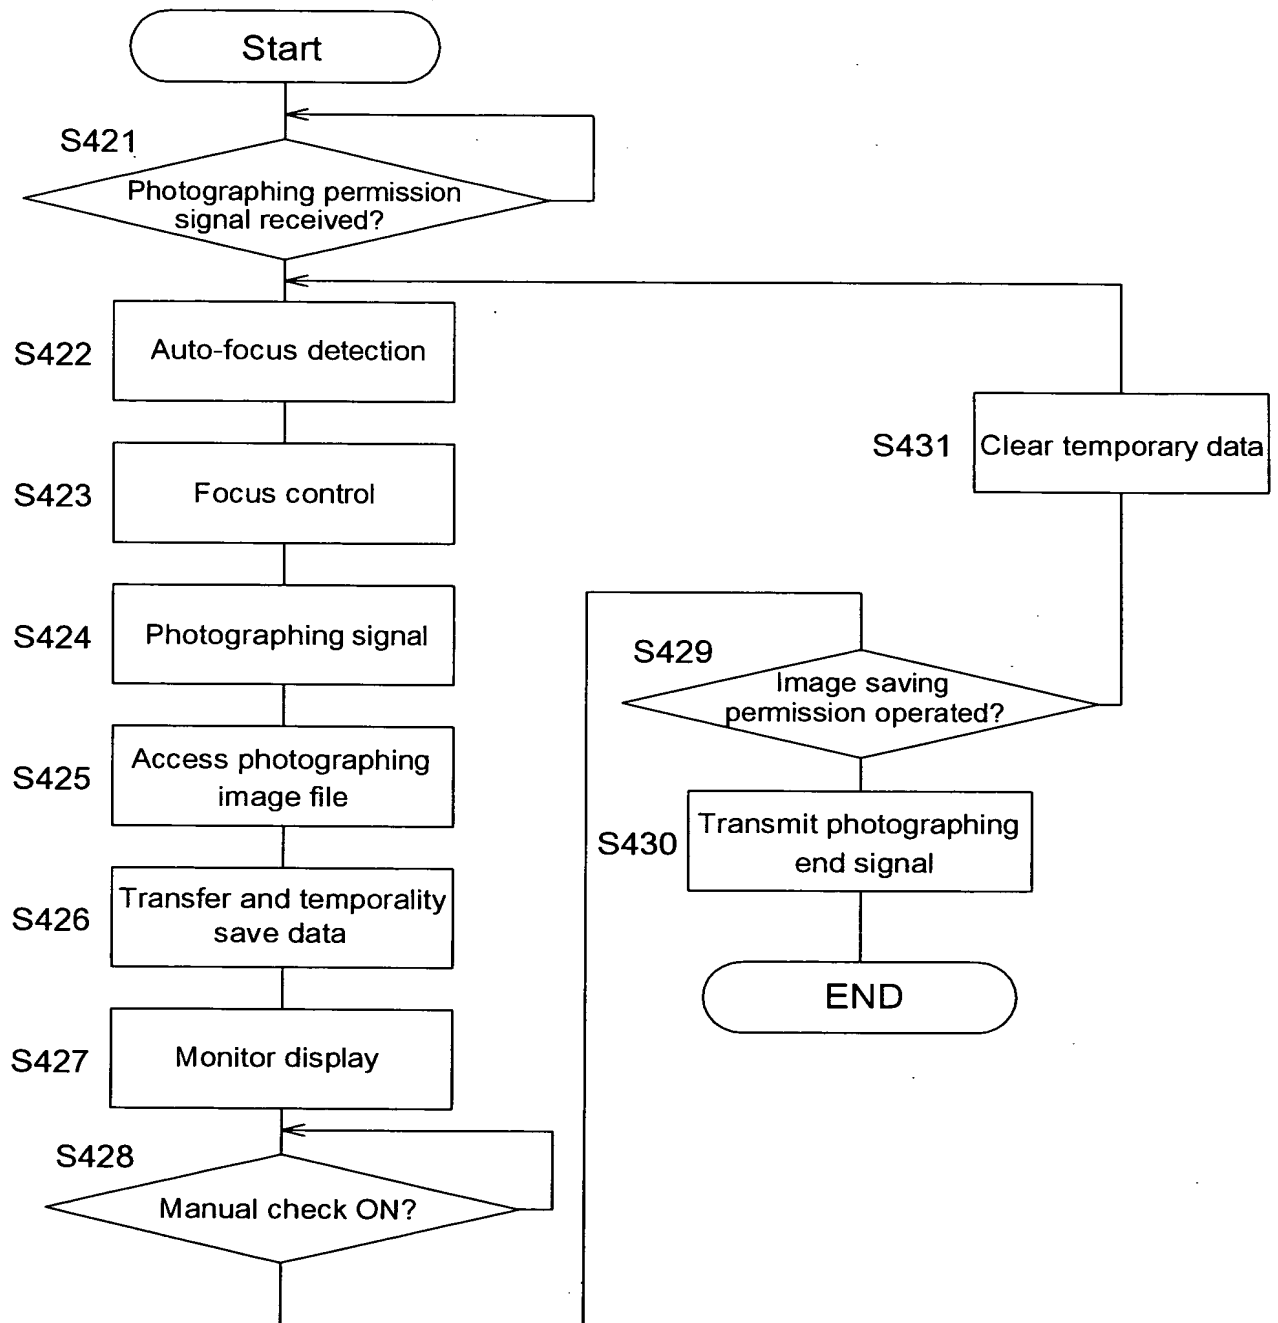 Start
S421
Photographing permission
signal received?
S422
Auto-focus detection
S423
Focus control
S424
Photographing signal
S425
Access photographing
image file
S426
Transfer and temporality
save data
S427
Monitor display
S428
Manual check ON?
S429
Image saving
permission operated?
S430
Transmit photographing
end signal
END
S431
Clear temporary data